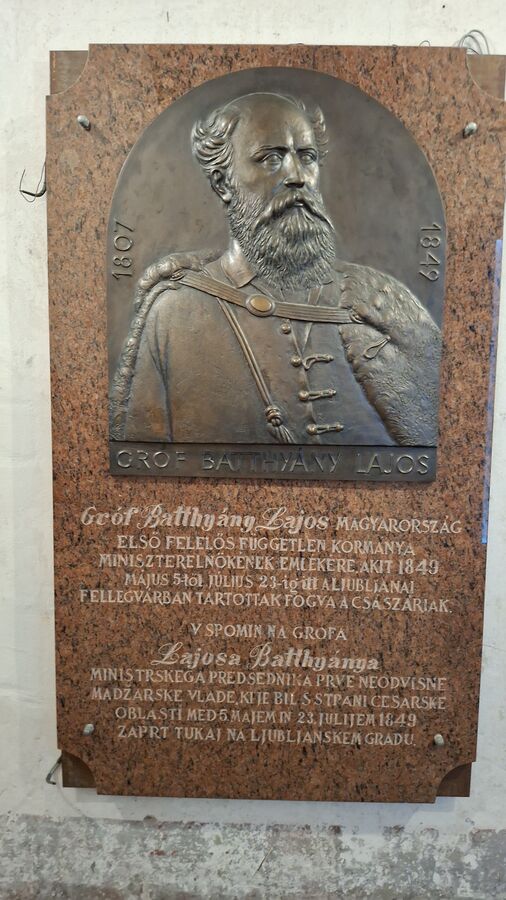 1807
1849
GRÓF BATTHYÁNY LAJOS
Gróf Batthyány Lajos MAGYARORSZÁG
ELSŐ FELELŐS FÜGGETLEN KORMÁNYA
MINISZTERELNÖKÉNEK EMLÉKÉRE, AKIT 1849
MÁJUS 5-től JÚLIUS 23-ig itt A LJUBLJANAI
FELLEGVÁRBAN TARTOTTAK FOGVA A CSÁSZÁRIAK.
V SPOMIN NA GROFA
Lajosa Batthyánya
MINISTRSKEGA PREDSEDNIKA PRVE NEODVISNE
MADŽARSKE VLADE, KI JE BIL S STRANI CESARSKE
OBLASTI MED 5. MAJEM IN 23. JULIJEM 1849
ZAPRT TUKAJ NA LJUBLJANSKEM GRADU.